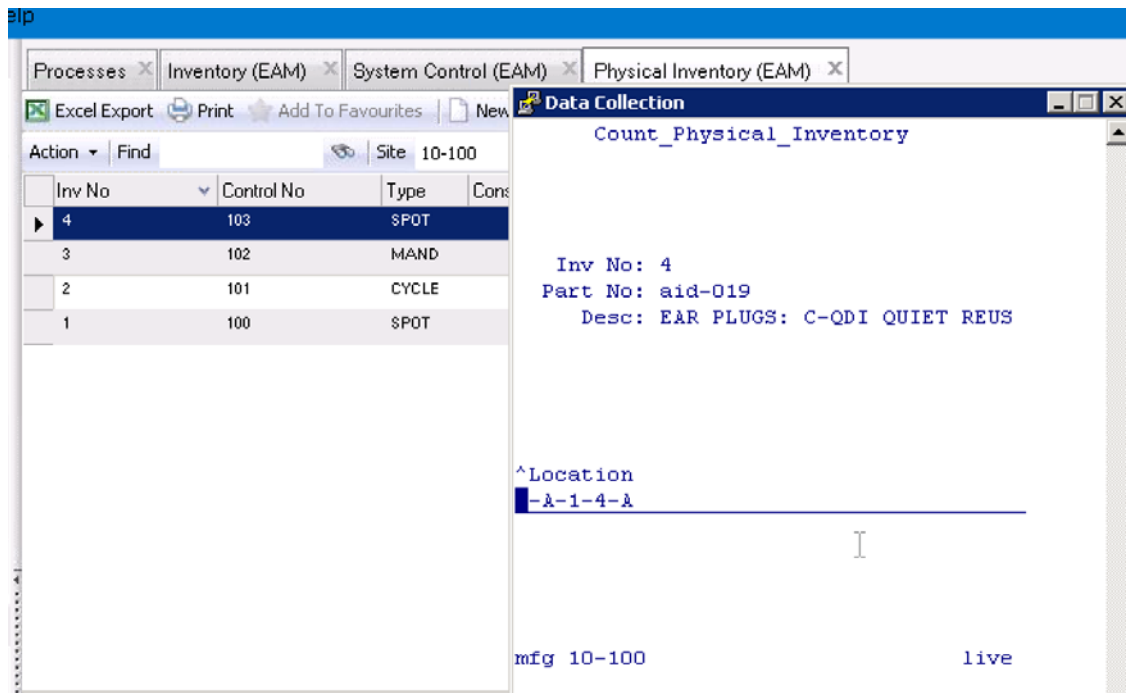 elp
Processes Inventory (EAM) System Control (EAM) Physical Inventory (EAM)
Excel Export Print Add To Favourites New
Action Find Site 10-100
Inv No Control No Type Cons
4 103 SPOT
3 102 MAND
2 101 CYCLE
1 100 SPOT
Data Collection
Count_Physical_Inventory
Inv No: 4
Part No: aid-019
Desc: EAR PLUGS: C-QDI QUIET REUS
^Location
-A-1-4-A
mfg 10-100 live